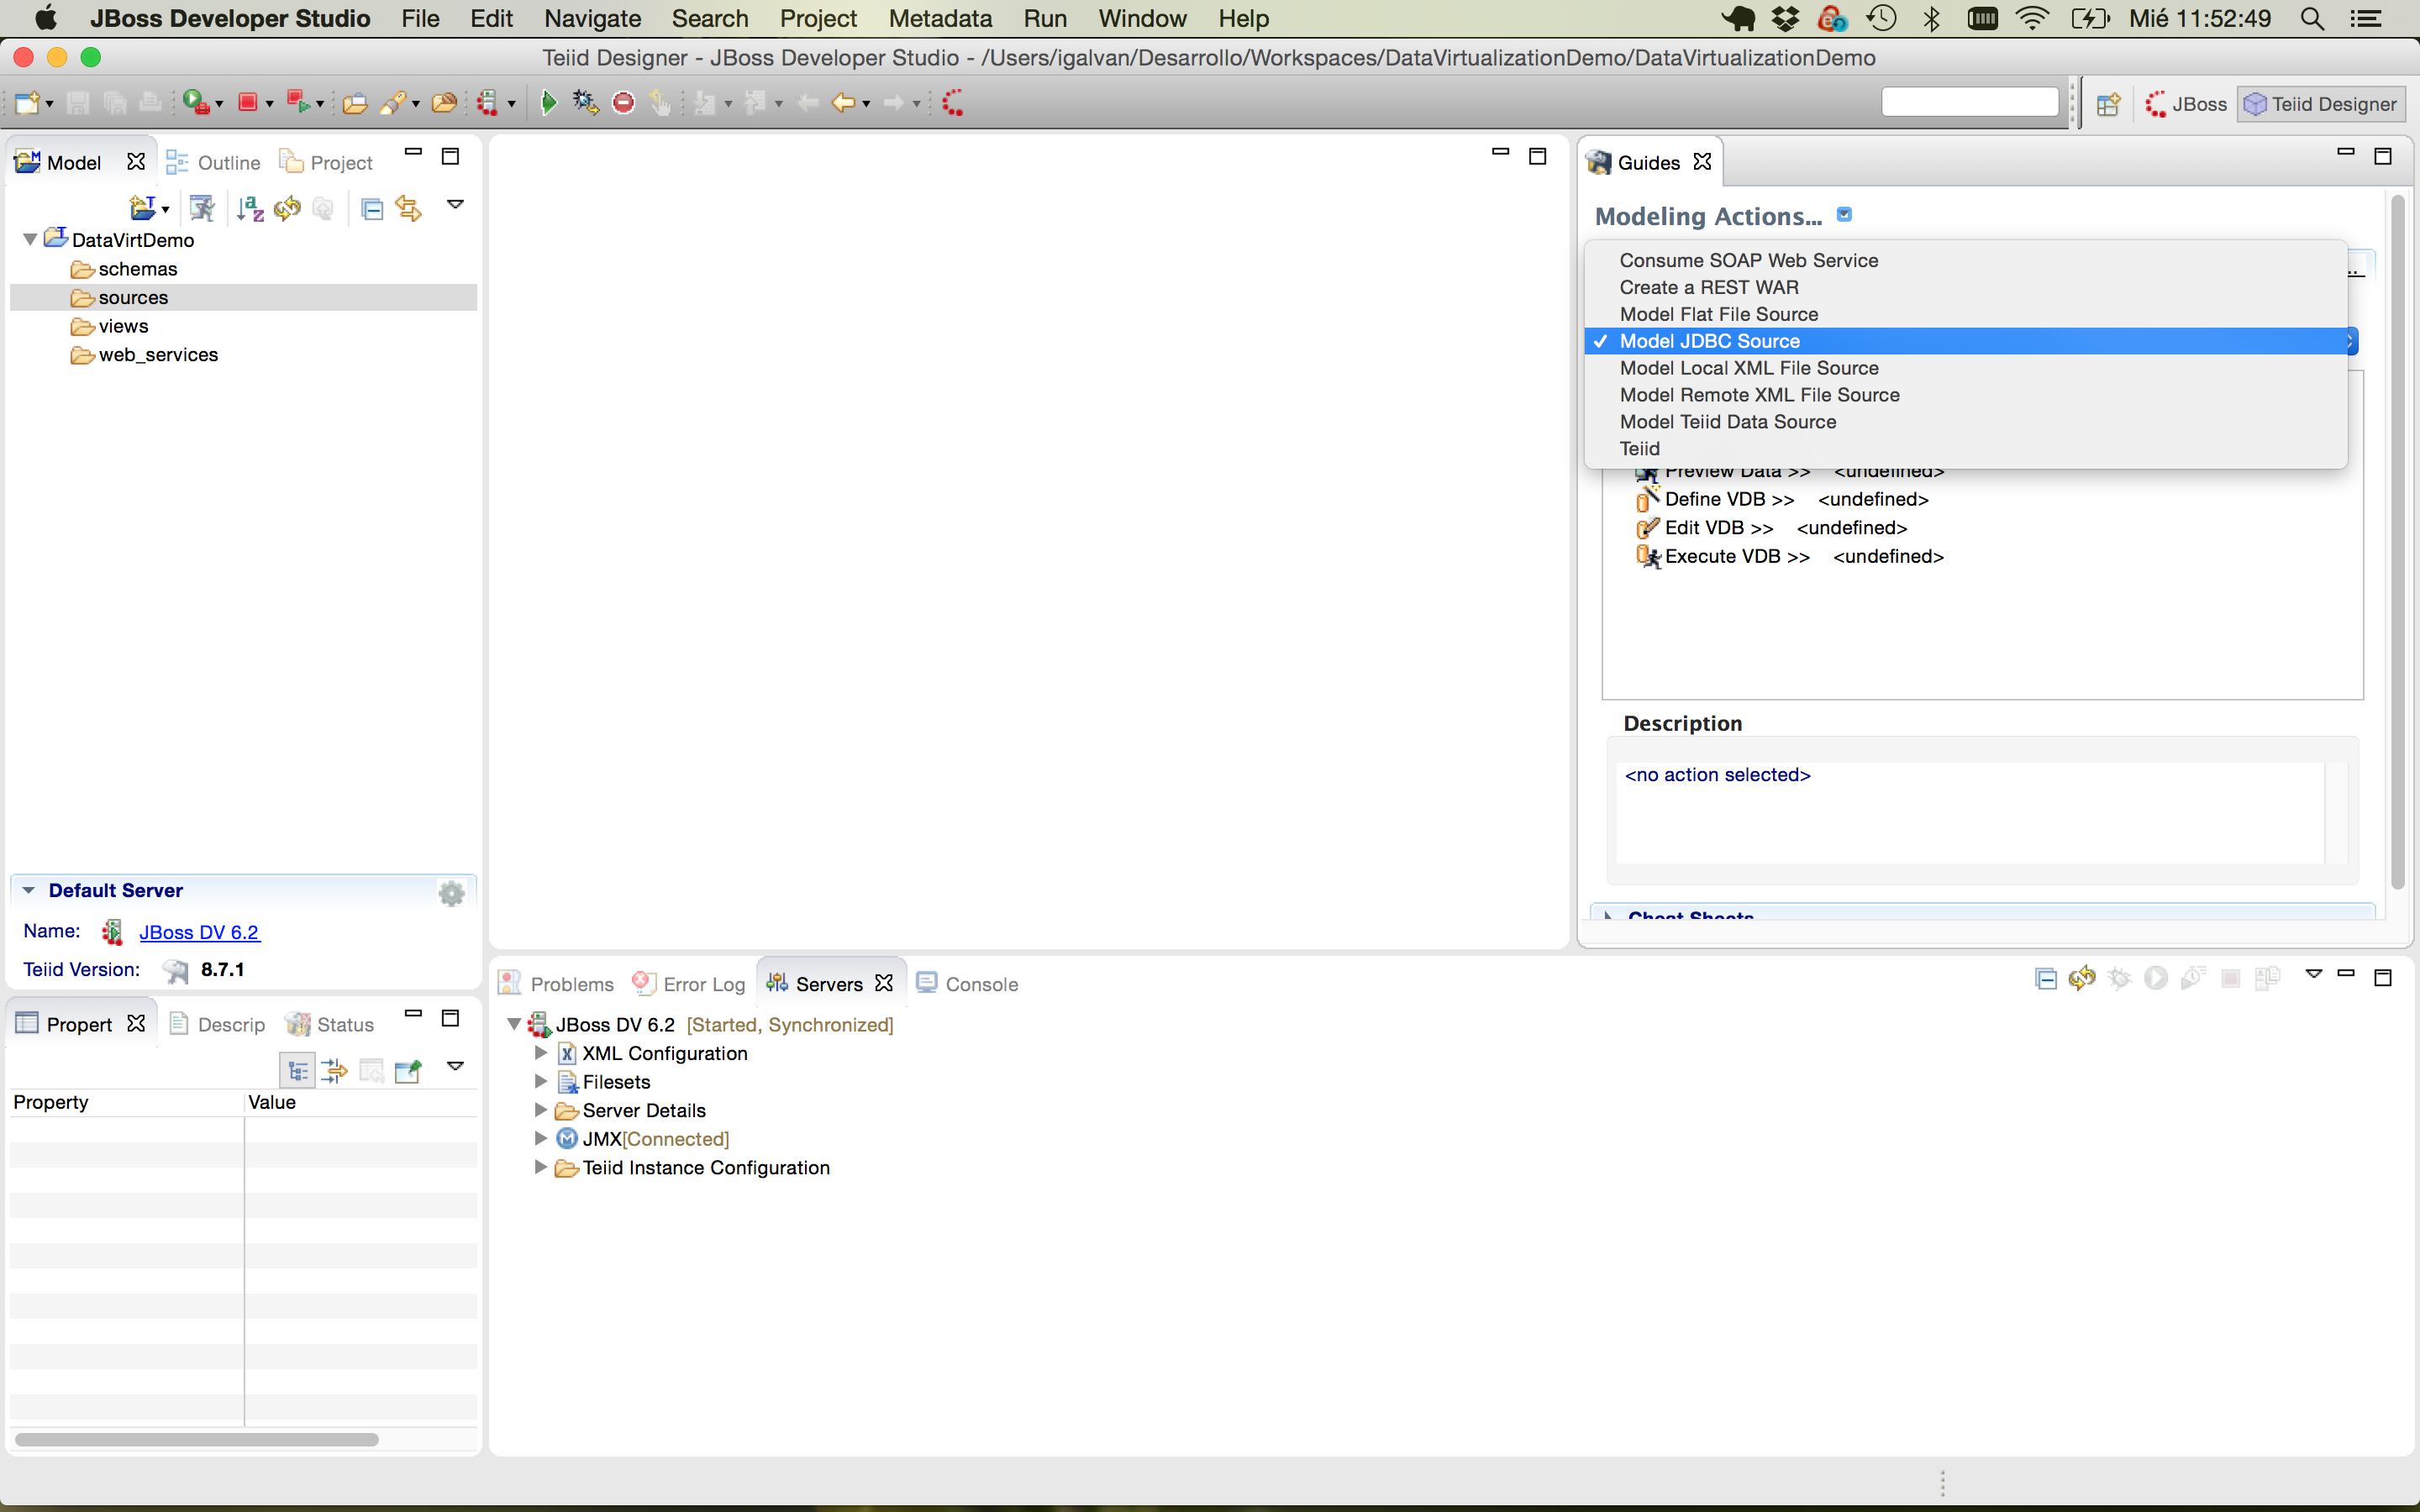 JBoss Developer Studio File Edit Navigate Search Project Metadata Run Window Help Mié 11:52:49
Teiid Designer - JBoss Developer Studio - /Users/igalvan/Desarrollo/Workspaces/DataVirtualizationDemo/DataVirtualizationDemo
JBoss Teiid Designer
Model Outline Project
DataVirtDemo
schemas
sources
views
web_services
Default Server
Name: JBoss DV 6.2
Teiid Version: 8.7.1
Propert Descrip Status
Property Value
Guides
Modeling Actions...
Consume SOAP Web Service
Create a REST WAR
Model Flat File Source
Model JDBC Source
Model Local XML File Source
Model Remote XML File Source
Model Teiid Data Source
Teiid
Preview Data >> <undefined>
Define VDB >> <undefined>
Edit VDB >> <undefined>
Execute VDB >> <undefined>
Description
<no action selected>
Cheat Sheets
Problems Error Log Servers Console
JBoss DV 6.2 [Started, Synchronized]
XML Configuration
Filesets
Server Details
JMX[Connected]
Teiid Instance Configuration